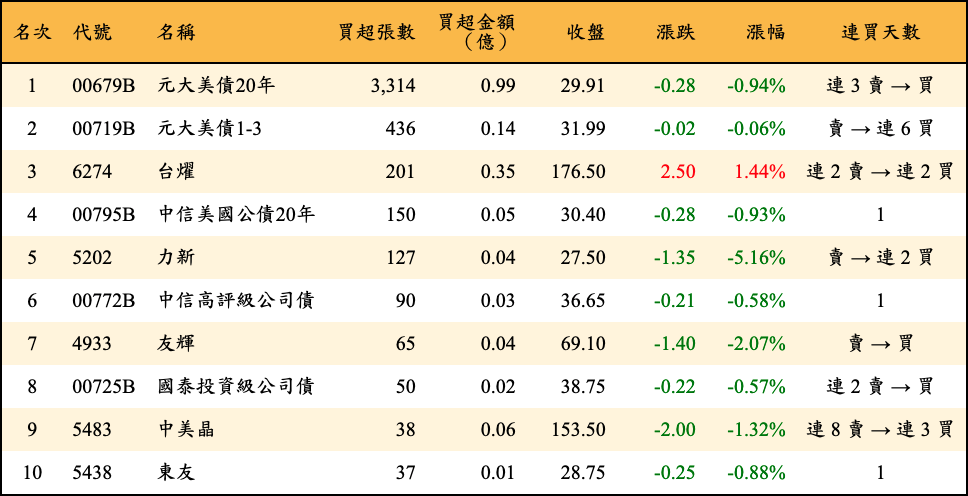 名次 代號 名稱 買超張數 買超金額（億） 收盤 漲跌 漲幅 連買天數
1 00679B 元大美債20年 3,314 0.99 29.91 -0.28 -0.94% 連 3 賣 → 買
2 00719B 元大美債1-3 436 0.14 31.99 -0.02 -0.06% 賣 → 連 6 買
3 6274 台燿 201 0.35 176.50 2.50 1.44% 連 2 賣 → 連 2 買
4 00795B 中信美國公債20年 150 0.05 30.40 -0.28 -0.93% 1
5 5202 力新 127 0.04 27.50 -1.35 -5.16% 賣 → 連 2 買
6 00772B 中信高評級公司債 90 0.03 36.65 -0.21 -0.58% 1
7 4933 友輝 65 0.04 69.10 -1.40 -2.07% 賣 → 買
8 00725B 國泰投資級公司債 50 0.02 38.75 -0.22 -0.57% 連 2 賣 → 買
9 5483 中美晶 38 0.06 153.50 -2.00 -1.32% 連 8 賣 → 連 3 買
10 5438 東友 37 0.01 28.75 -0.25 -0.88% 1